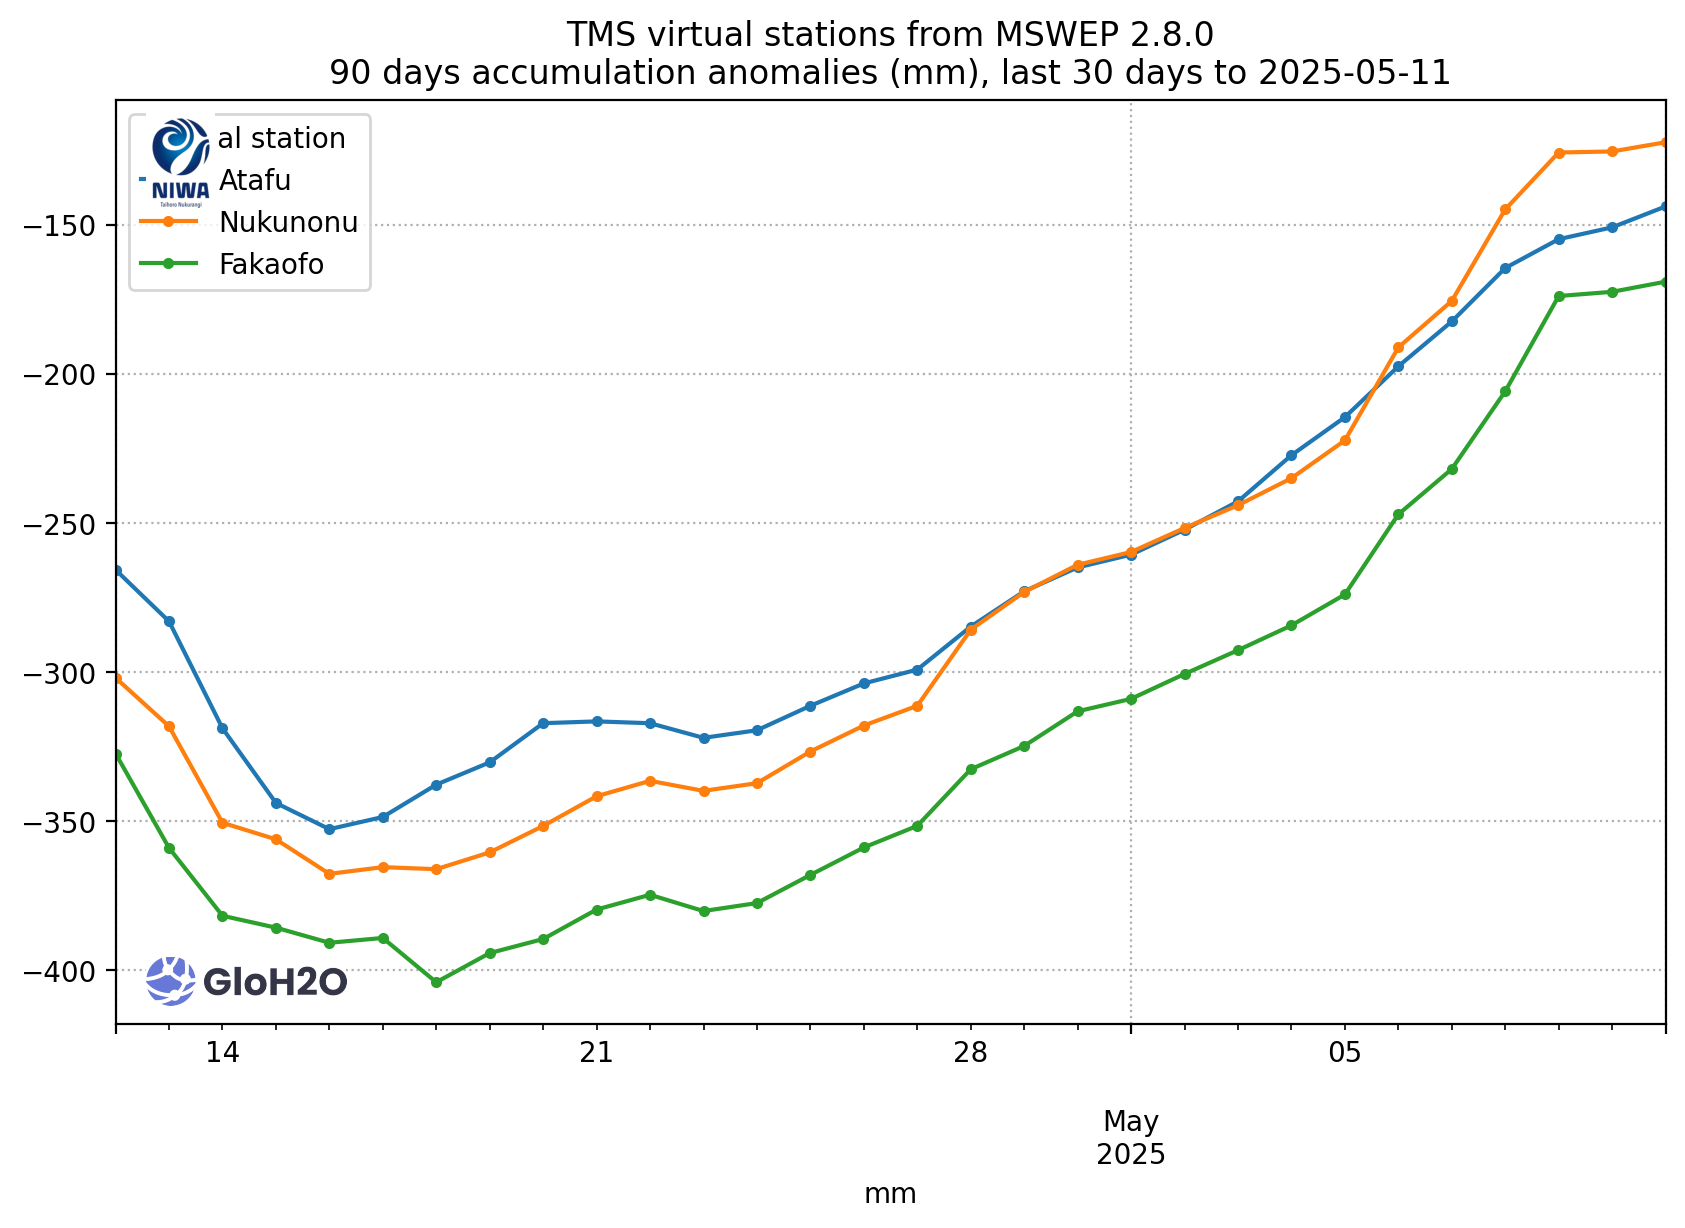 TMS virtual stations from MSWEP 2.8.0
90 days accumulation anomalies (mm), last 30 days to 2025-05-11
al station
NIWA
Taihoro Nukurangi
Atafu
Nukunonu
Fakaofo
−150
−200
−250
−300
−350
−400
GloH2O
14
21
28
05
May
2025
mm